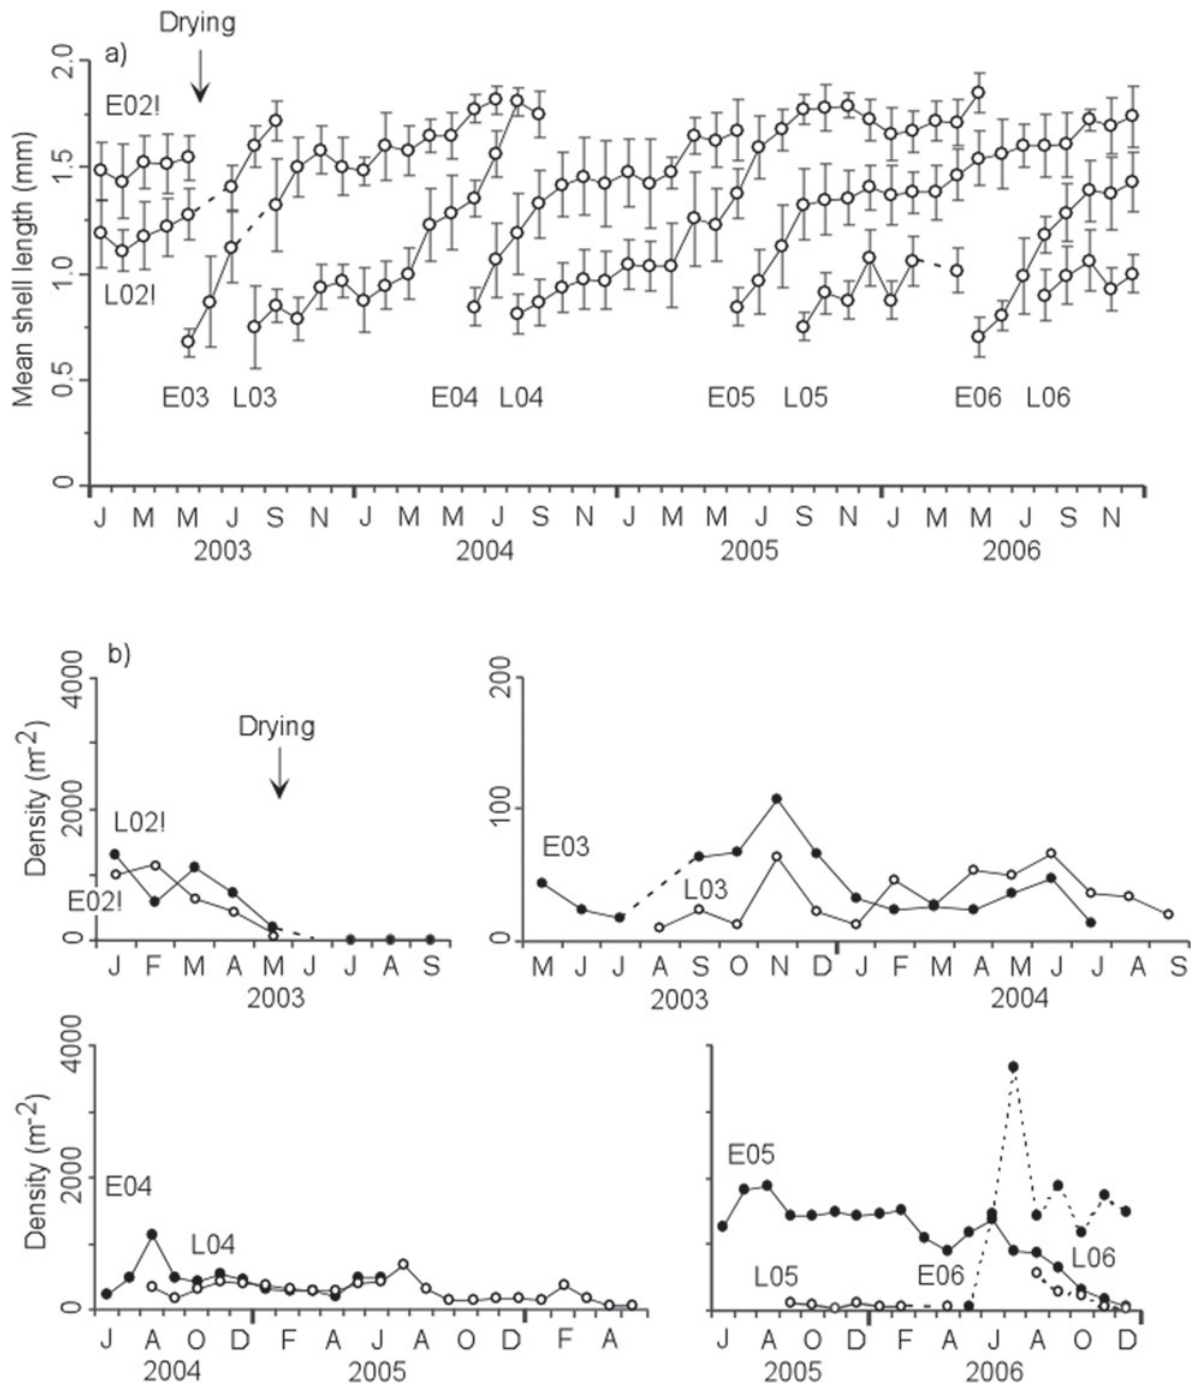 Drying
a)
2.0
E02!
1.5
Mean shell length (mm)
1.0
L02!
0.5
E03 L03 E04 L04 E05 L05 E06 L06
0
J M M J S N J M M J S N J M M J S N J M M J S N
2003 2004 2005 2006
b)
4000
200
Drying
Density (m-2)
2000
L02!
100
E03
L03
E02!
0
0
J F M A M J J A S
M J J A S O N D J F M A M J J A S
2003
2003 2004
4000
Density (m-2)
E05
2000
E04
L04
L05
E06
L06
0
J A O D F A J A O D F A
J A O D F A J A O D
2004 2005
2005 2006